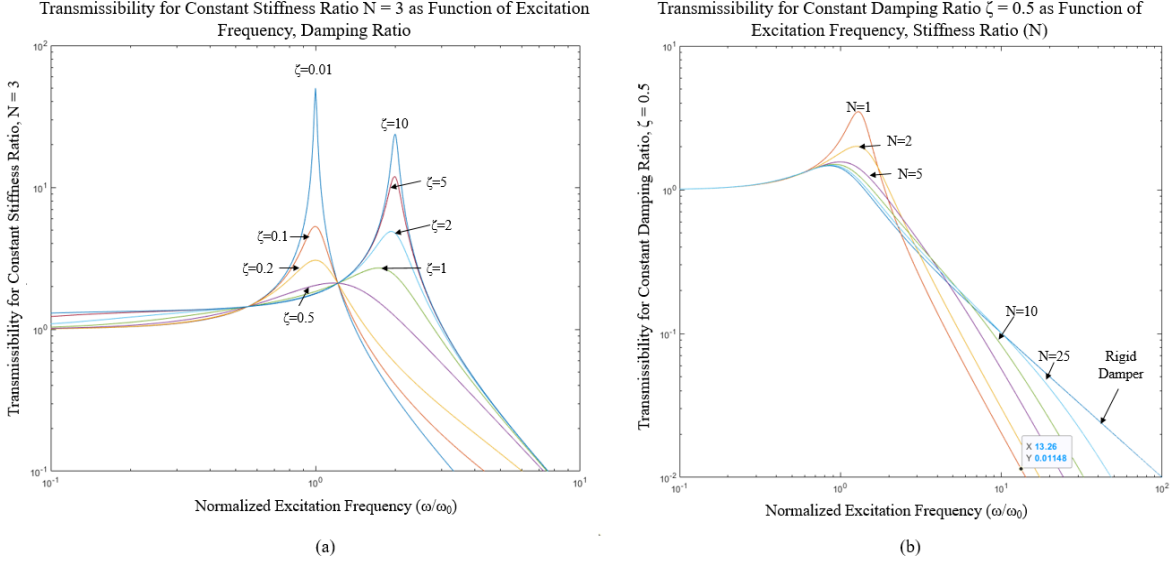 Transmissibility for Constant Stiffness Ratio N = 3 as Function of Excitation
Frequency, Damping Ratio
Transmissibility for Constant Stiffness Ratio, N = 3
10^2
10^1
10^0
10^-1
ζ=0.01
ζ=10
ζ=5
ζ=2
ζ=0.1
ζ=0.2
ζ=1
ζ=0.5
10^-1
10^0
10^1
Normalized Excitation Frequency (ω/ω₀)
(a)
Transmissibility for Constant Damping Ratio ζ = 0.5 as Function of
Excitation Frequency, Stiffness Ratio (N)
Transmissibility for Constant Damping Ratio, ζ = 0.5
10^1
10^0
10^-1
10^-2
N=1
N=2
N=5
N=10
N=25
Rigid
Damper
X 13.26
Y 0.01148
10^-1
10^0
10^1
10^2
Normalized Excitation Frequency (ω/ω₀)
(b)